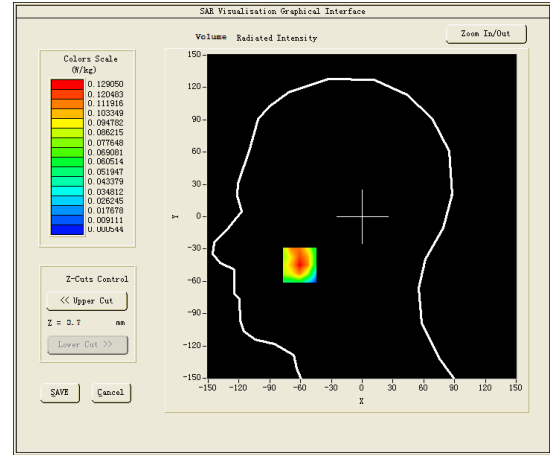 SAR Visualisation Graphical Interface
Volume Radiated Intensity
Zoom In/Out
Colors Scale
(W/kg)
0.129050
0.120483
0.111916
0.103349
0.094782
0.086215
0.077648
0.069081
0.060514
0.051947
0.043379
0.034812
0.026245
0.017678
0.009111
0.000544
Z-Cuts Control
<< Upper Cut
Z = 3.7 mm
Lower Cut >>
SAVE
Cancel
150
120
90
60
30
0
-30
-60
-90
-120
-150
Y
-150 -120 -90 -60 -30 0 30 60 90 120 150
X